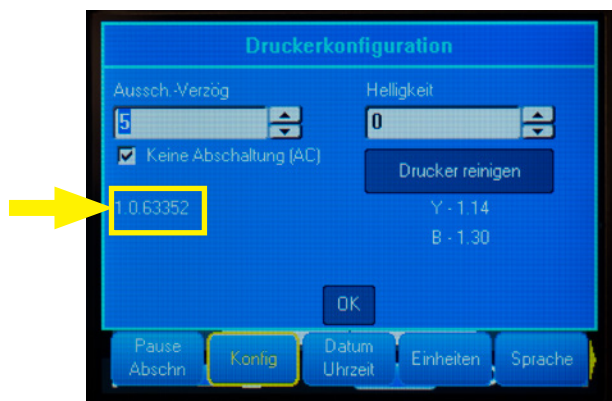 Druckerkonfiguration
Aussch.-Verzög
Helligkeit
5
0
Keine Abschaltung (AC)
Drucker reinigen
1.0.63352
Y - 1.14
B - 1.30
OK
Pause
Abschn
Konfig
Datum
Uhrzeit
Einheiten
Sprache